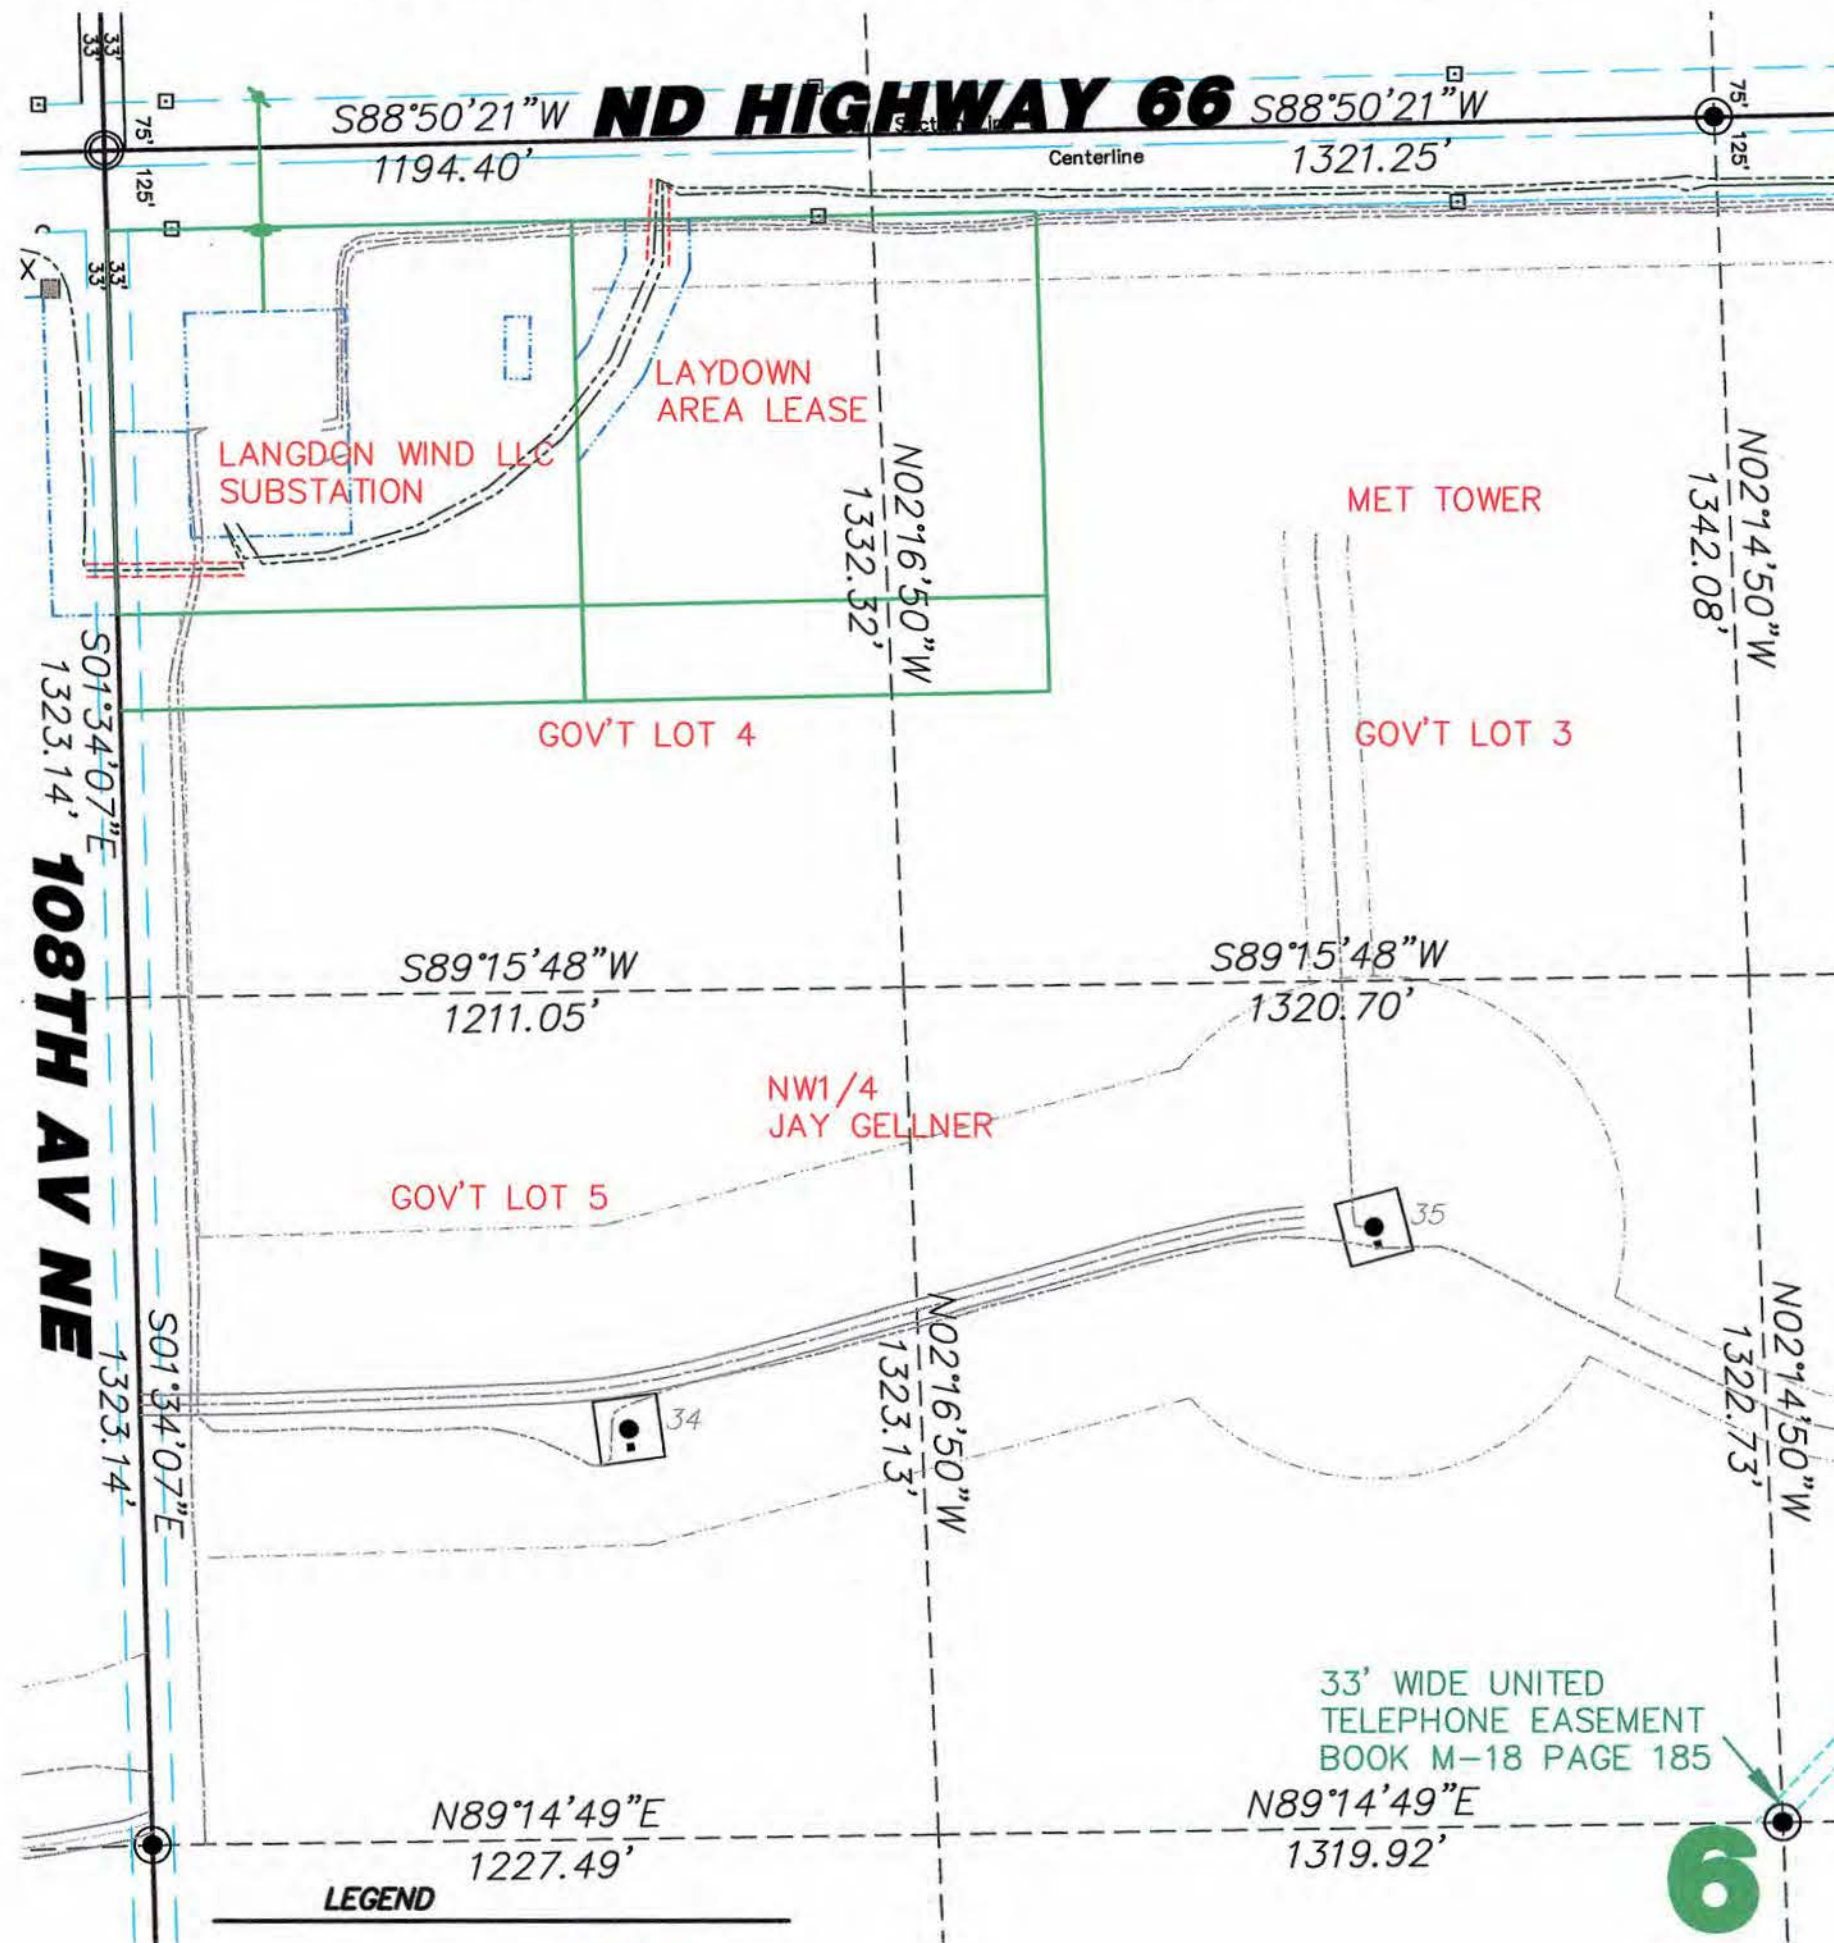 33' 33'
S88°50'21"W ND HIGHWAY 66 S88°50'21"W
75'
75'
1194.40'
Centerline
1321.25'
125'
125'
33' 33'
X
LAYDOWN
AREA LEASE
LANGDON WIND LLC
SUBSTATION
N02°16'50"W
1332.32'
MET TOWER
N02°14'50"W
1342.08'
S01°34'07"E
1323.14'
GOV'T LOT 4
GOV'T LOT 3
108TH AV NE
S89°15'48"W
1211.05'
S89°15'48"W
1320.70'
NW1/4
JAY GELLNER
GOV'T LOT 5
35
34
S01°34'07"E
1323.14'
N02°16'50"W
1323.13'
N02°14'50"W
1322.73'
33' WIDE UNITED
TELEPHONE EASEMENT
BOOK M-18 PAGE 185
N89°14'49"E
1227.49'
N89°14'49"E
1319.92'
6
LEGEND